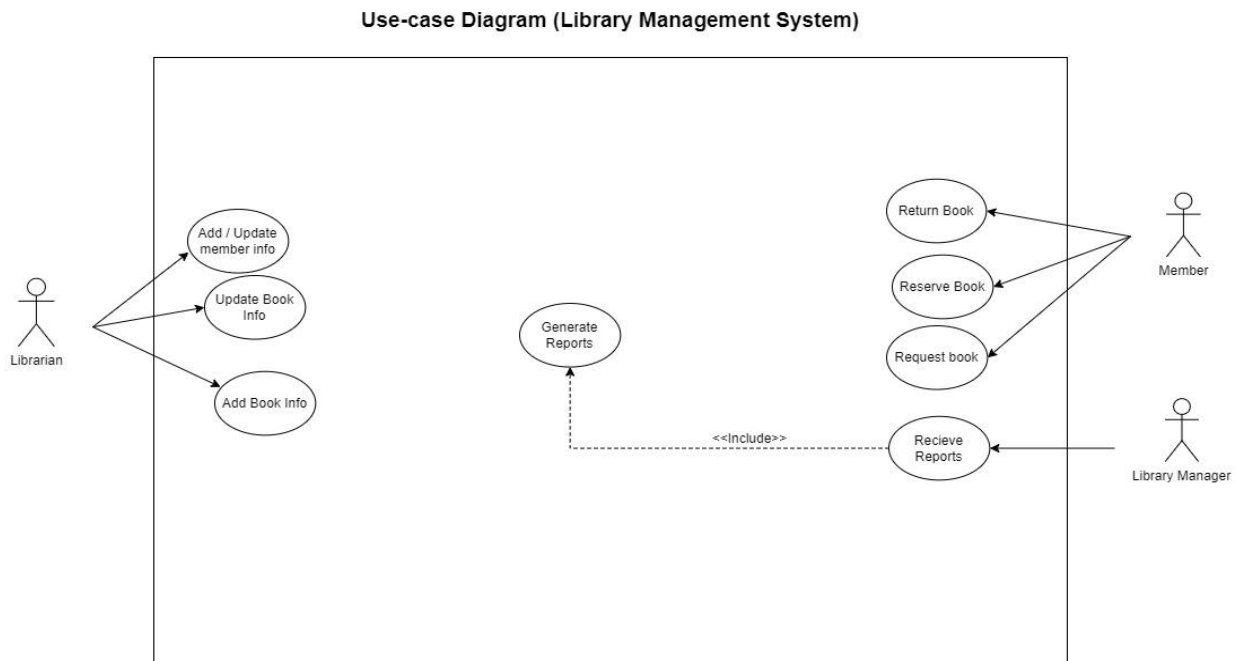 Use-case Diagram (Library Management System)
Add / Update
member info
Update Book
Info
Add Book Info
Librarian
Generate
Reports
<<Include>>
Return Book
Reserve Book
Request book
Recieve
Reports
Member
Library Manager